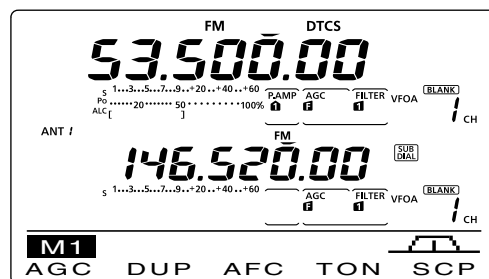 FM DTCS
53.500.00
S 1...3...5...7...9..+20..+40..+60 P.AMP AGC FILTER VFOA BLANK
Po ......20......... 50 ............100% 1 F 1 1 CH
ALC [ ]
ANT 1
FM
146.520.00 SUB DIAL
S 1...3...5...7...9..+20..+40..+60 AGC FILTER VFOA BLANK
F 1 1 CH
M1
AGC DUP AFC TON SCP